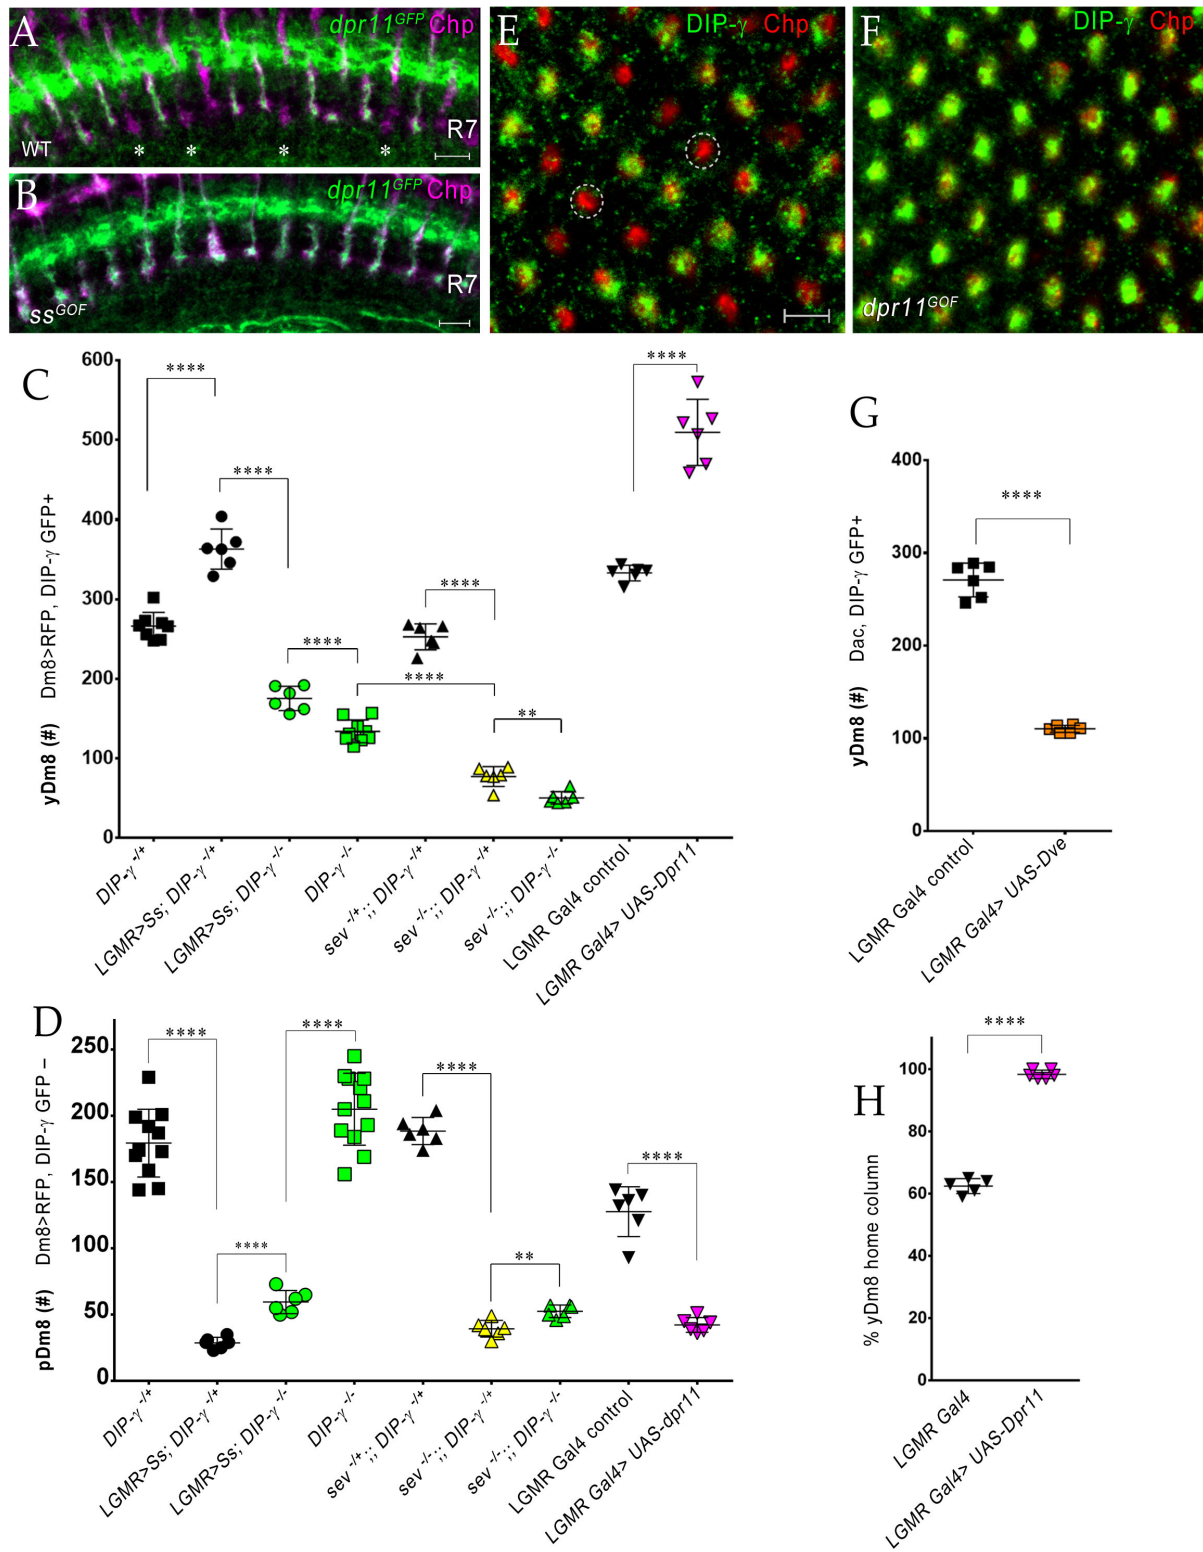 A
dpr11GFP Chp
R7
WT
*
*
*
*
B
dpr11GFP Chp
R7
ssGOF
E
DIP-γ Chp
F
DIP-γ Chp
dpr11GOF
C
yDm8 (#) Dm8>RFP, DIP-γ GFP+
600
500
400
300
200
100
0
****
****
****
****
****
**
****
DIP-γ -/+
LGMR>Ss; DIP-γ -/+
LGMR>Ss; DIP-γ -/-
DIP-γ -/-
sev -/+;; DIP-γ -/+
sev -/-;; DIP-γ -/+
sev -/-;; DIP-γ -/-
LGMR Gal4 control
LGMR Gal4> UAS-Dpr11
G
yDm8 (#) Dac, DIP-γ GFP+
400
300
200
100
0
****
LGMR Gal4 control
LGMR Gal4> UAS-Dve
D
pDm8 (#) Dm8>RFP, DIP-γ GFP –
250
200
150
100
50
0
****
****
****
****
**
****
DIP-γ -/+
LGMR>Ss; DIP-γ -/+
LGMR>Ss; DIP-γ -/-
DIP-γ -/-
sev -/+;; DIP-γ -/+
sev -/-;; DIP-γ -/+
sev -/-;; DIP-γ -/-
LGMR Gal4 control
LGMR Gal4> UAS-dpr11
H
% yDm8 home column
100
80
60
40
20
0
****
LGMR Gal4
LGMR Gal4> UAS-Dpr11